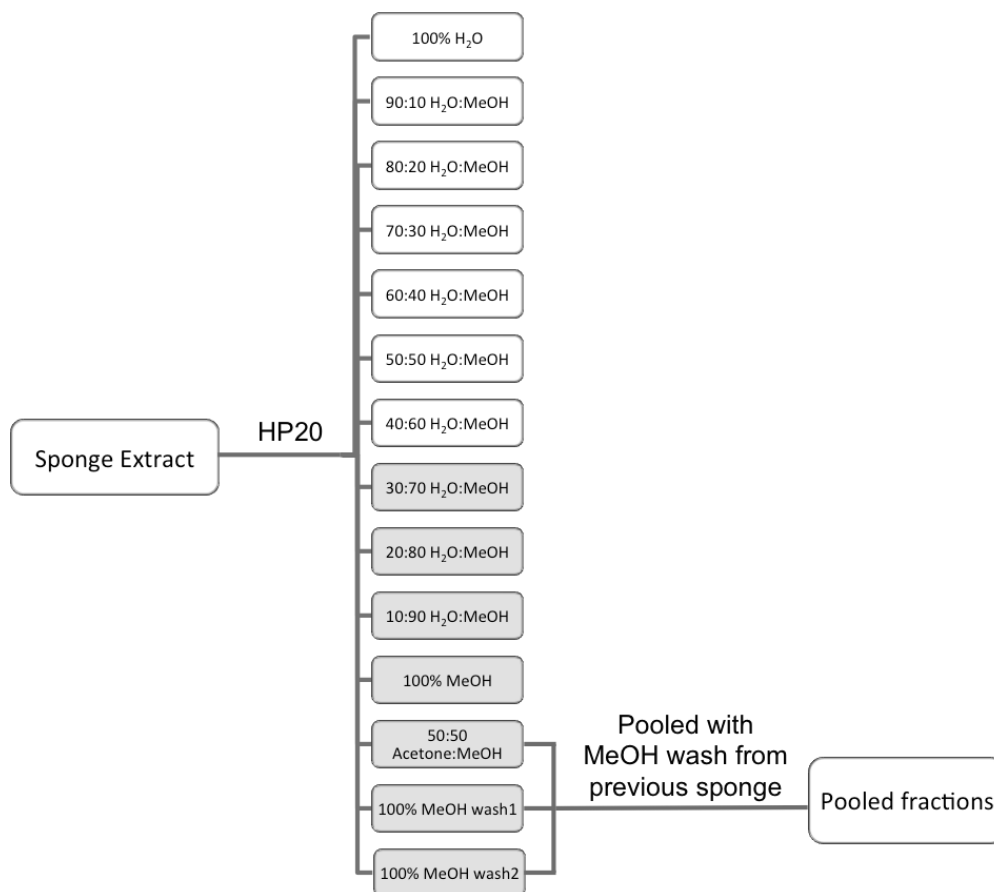 100% H₂O
90:10 H₂O:MeOH
80:20 H₂O:MeOH
70:30 H₂O:MeOH
60:40 H₂O:MeOH
50:50 H₂O:MeOH
40:60 H₂O:MeOH
HP20
Sponge Extract
30:70 H₂O:MeOH
20:80 H₂O:MeOH
10:90 H₂O:MeOH
100% MeOH
50:50
Acetone:MeOH
100% MeOH wash1
100% MeOH wash2
Pooled with
MeOH wash from
previous sponge
Pooled fractions